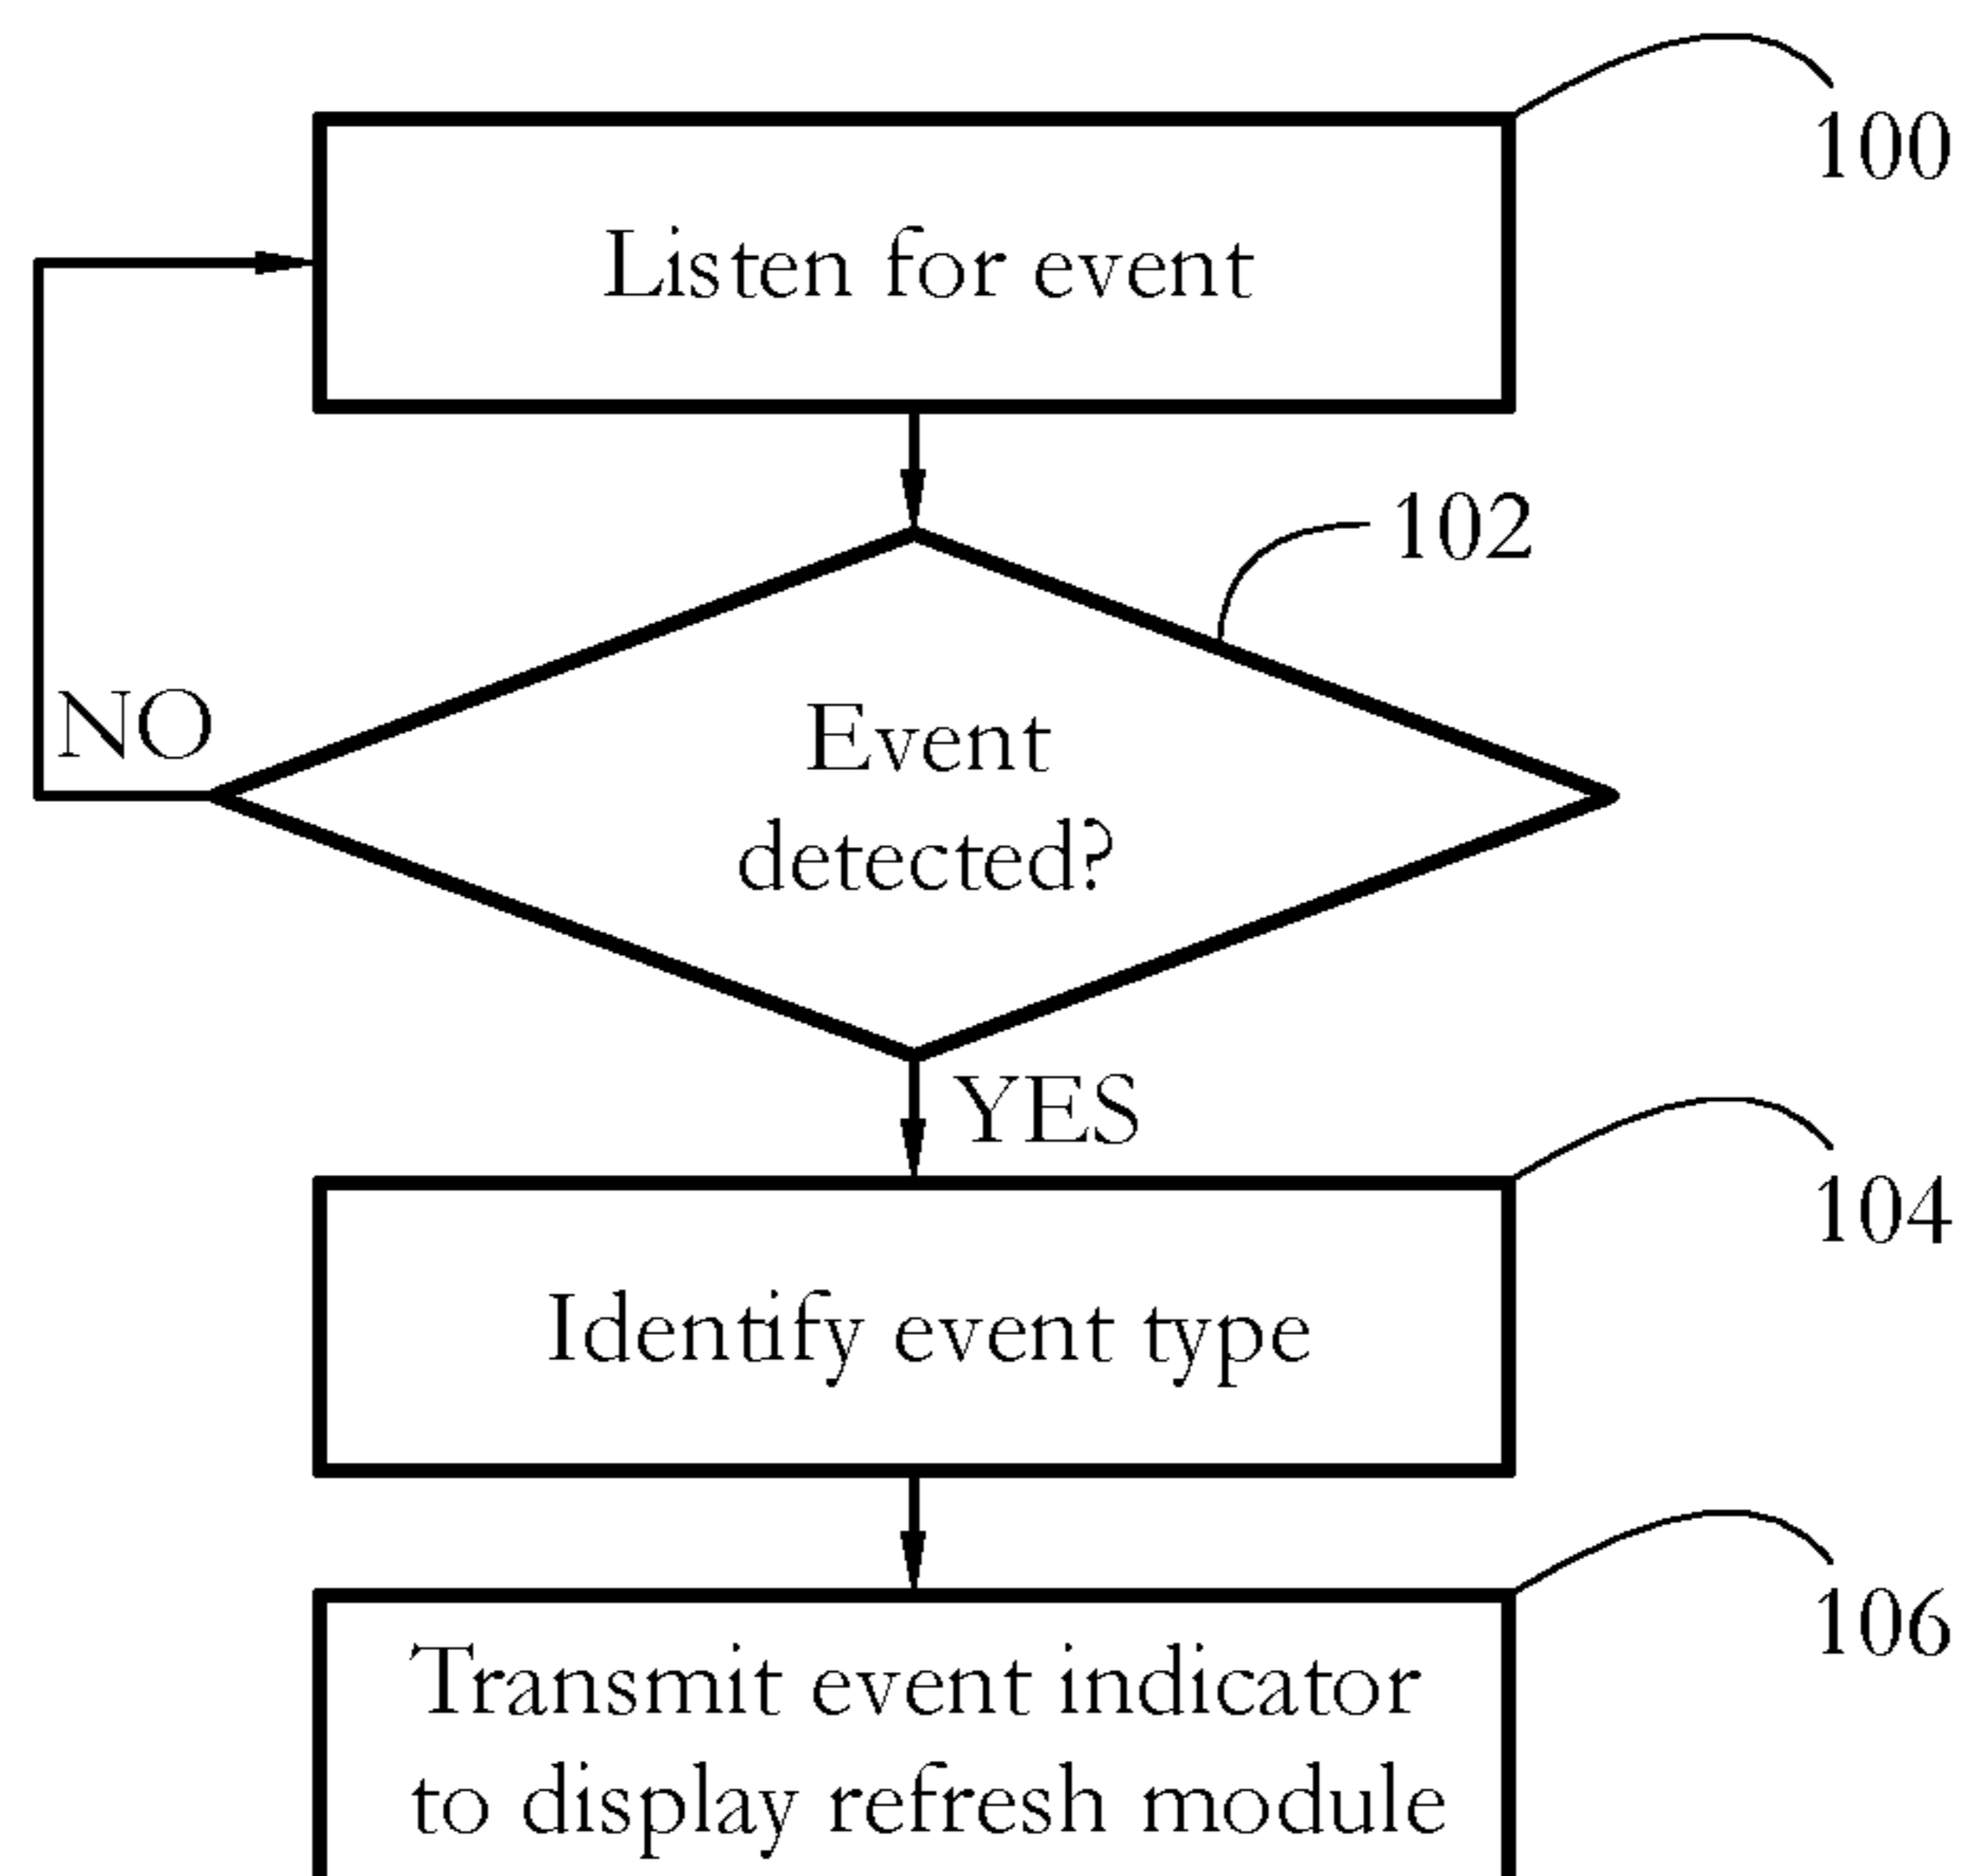 100
Listen for event
102
NO
Event
detected?
YES
104
Identify event type
106
Transmit event indicator
to display refresh module